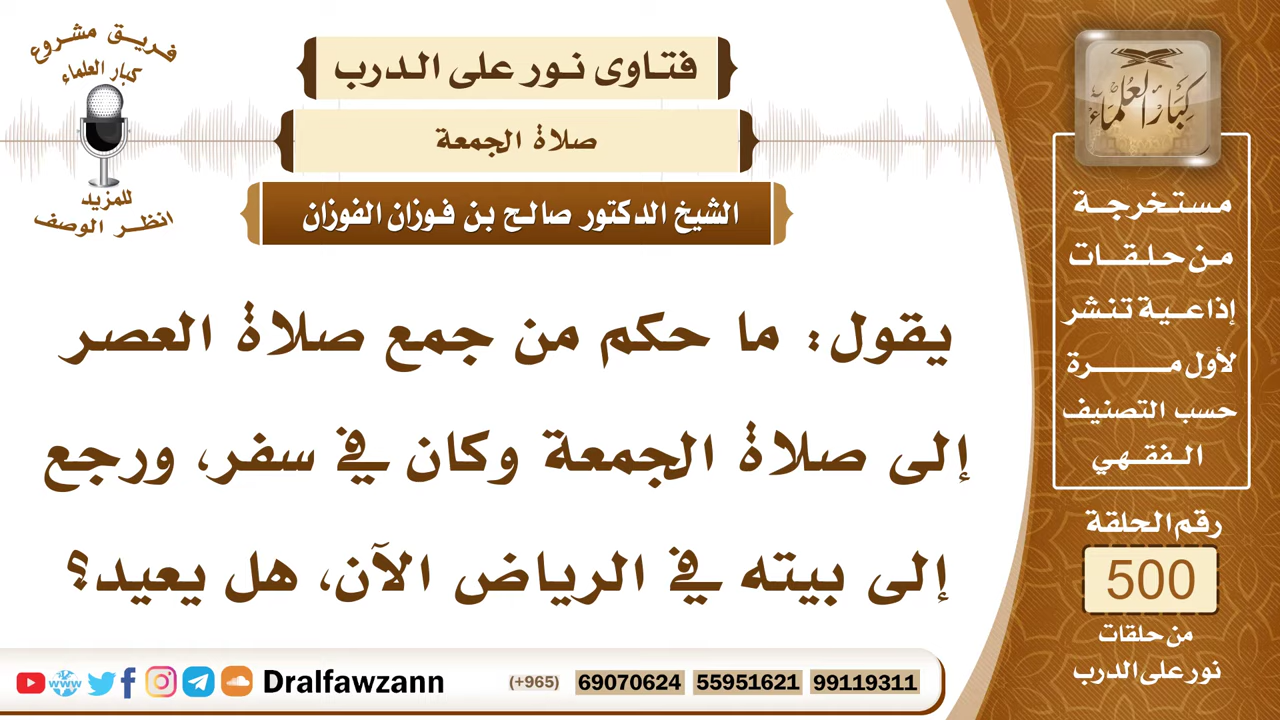 فريق مشروع
كبار العلماء
للمزيد
انظر الوصف
فتاوى نور على الدرب
صلاة الجمعة
الشيخ الدكتور صالح بن فوزان الفوزان
يقول: ما حكم من جمع صلاة العصر
إلى صلاة الجمعة وكان في سفر، ورجع
إلى بيته في الرياض الآن، هل يعيد؟
كبار العلماء
مستخرجة
من حلقات
إذاعية تنشر
لأول مرة
حسب التصنيف
الفقهي
رقم الحلقة
500
من حلقات
نور على الدرب
www Dralfawzann (+965) 69070624 55951621 99119311